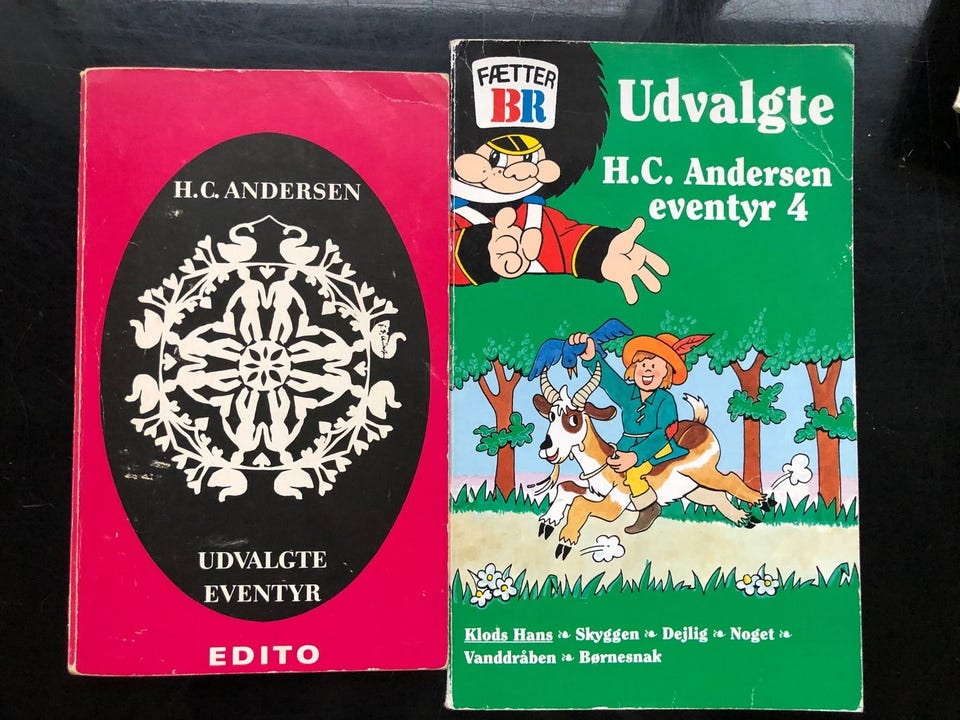 H.C. ANDERSEN
UDVALGTE
EVENTYR
EDITO
FÆTTER
BR
Udvalgte
H.C. Andersen
eventyr 4
Klods Hans ❧ Skyggen ❧ Dejlig ❧ Noget ❧
Vanddråben ❧ Børnesnak